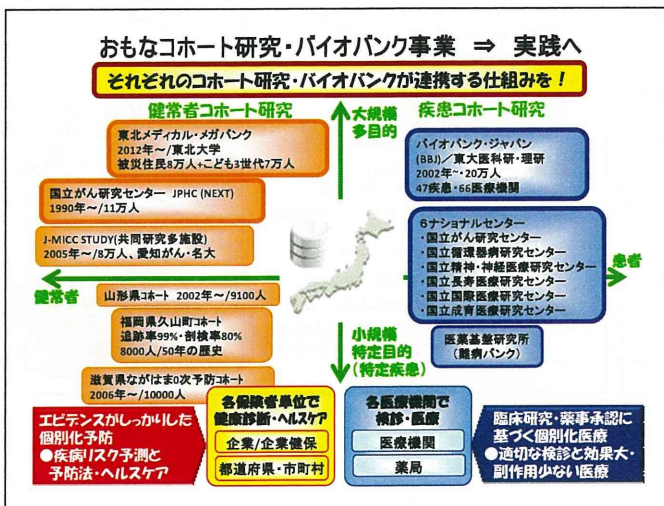 おもなコホート研究・バイオバンク事業 ⇒ 実践へ
それぞれのコホート研究・バイオバンクが連携する仕組みを！
健常者コホート研究
大規模
多目的
疾患コホート研究
東北メディカル・メガバンク
2012年～/東北大学
被災住民8万人+こども3世代7万人
国立がん研究センター JPHC (NEXT)
1990年～/11万人
J-MICC STUDY(共同研究多施設)
2005年～/8万人、愛知がん・名大
バイオバンク・ジャパン
(BBJ)／東大医科研・理研
2002年~・20万人
47疾患・66医療機関
6ナショナルセンター
・国立がん研究センター
・国立循環器病研究センター
・国立精神・神経医療研究センター
・国立長寿医療研究センター
・国立国際医療研究センター
・国立成育医療研究センター
健常者
患者
山形県コホート 2002年～/9100人
福岡県久山町コホート
追跡率99%・剖検率80%
8000人/50年の歴史
滋賀県ながはま0次予防コホート
2006年～/10000人
小規模
特定目的
(特定疾患)
医薬基盤研究所
(難病バンク)
エビデンスがしっかりした
個別化予防
●疾病リスク予測と
予防法・ヘルスケア
各保険者単位で
健康診断・ヘルスケア
企業/企業健保
都道府県・市町村
各医療機関で
検診・医療
医療機関
薬局
臨床研究・薬事承認に
基づく個別化医療
●適切な検診と効果大・
副作用少ない医療